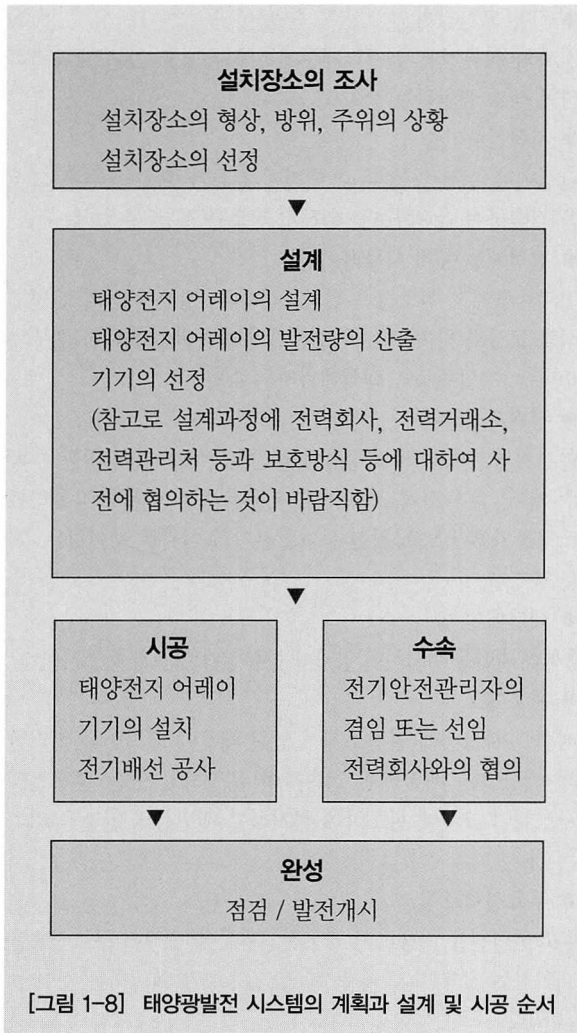 설치장소의 조사
설치장소의 형상, 방위, 주위의 상황
설치장소의 선정
▼
설계
태양전지 어레이의 설계
태양전지 어레이의 발전량의 산출
기기의 선정
(참고로 설계과정에 전력회사, 전력거래소,
전력관리처 등과 보호방식 등에 대하여 사
전에 협의하는 것이 바람직함)
▼
시공
태양전지 어레이
기기의 설치
전기배선 공사
▼
수속
전기안전관리자의
겸임 또는 선임
전력회사와의 협의
▼
완성
점검 / 발전개시
[그림 1-8] 태양광발전 시스템의 계획과 설계 및 시공 순서